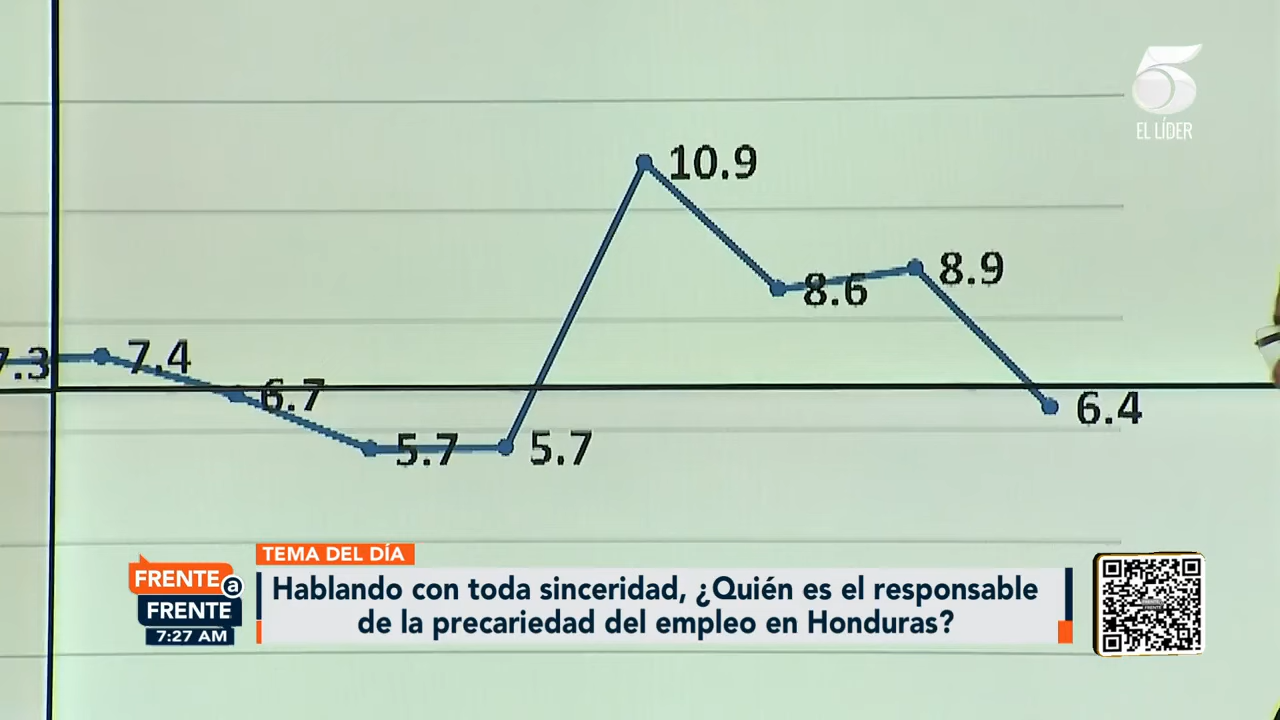 5
EL LÍDER
10.9
8.6
8.9
7.3
7.4
6.7
5.7
5.7
6.4
TEMA DEL DÍA
FRENTE a
FRENTE
7:27 AM
Hablando con toda sinceridad, ¿Quién es el responsable
de la precariedad del empleo en Honduras?